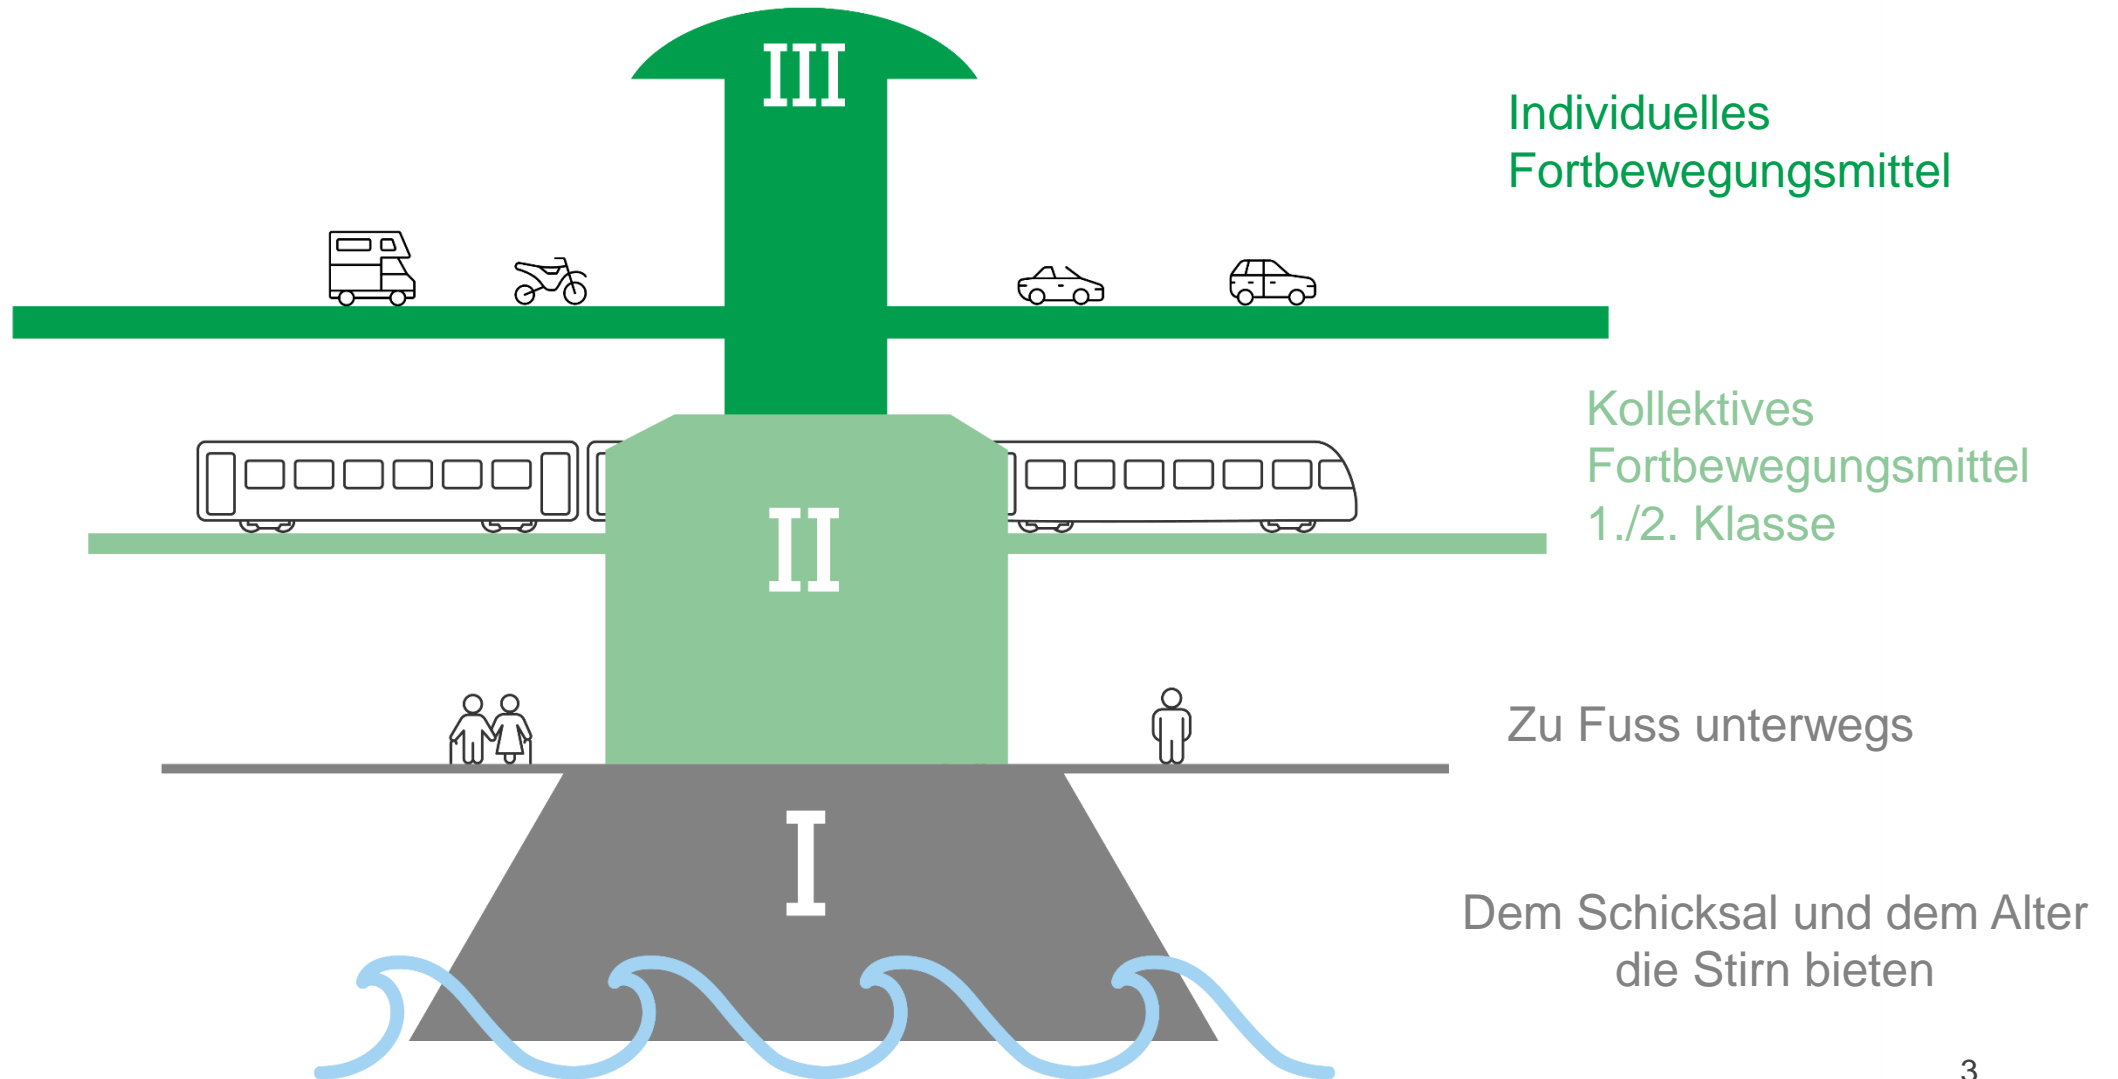 III
Individuelles
Fortbewegungsmittel
Kollektives
Fortbewegungsmittel
1./2. Klasse
II
Zu Fuss unterwegs
I
Dem Schicksal und dem Alter
die Stirn bieten
3